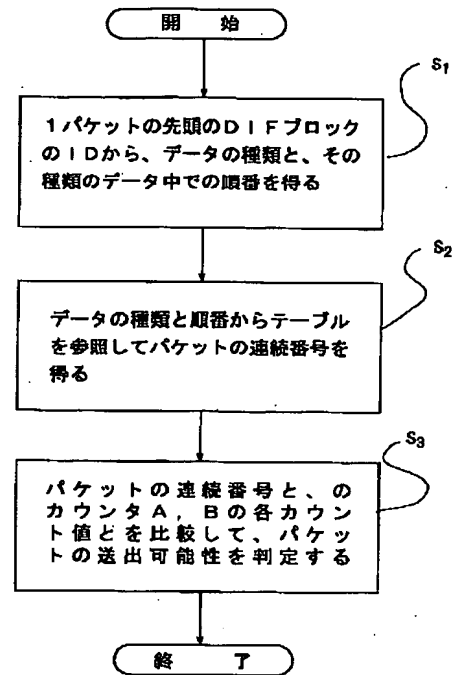 開始
S1
1パケットの先頭のDIFブロック
のIDから、データの種類と、その
種類のデータ中での順番を得る
S2
データの種類と順番からテーブル
を参照してパケットの連続番号を
得る
S3
パケットの連続番号と、の
カウンタA,Bの各カウン
ト値どを比較して、パケッ
トの送出可能性を判定する
終了